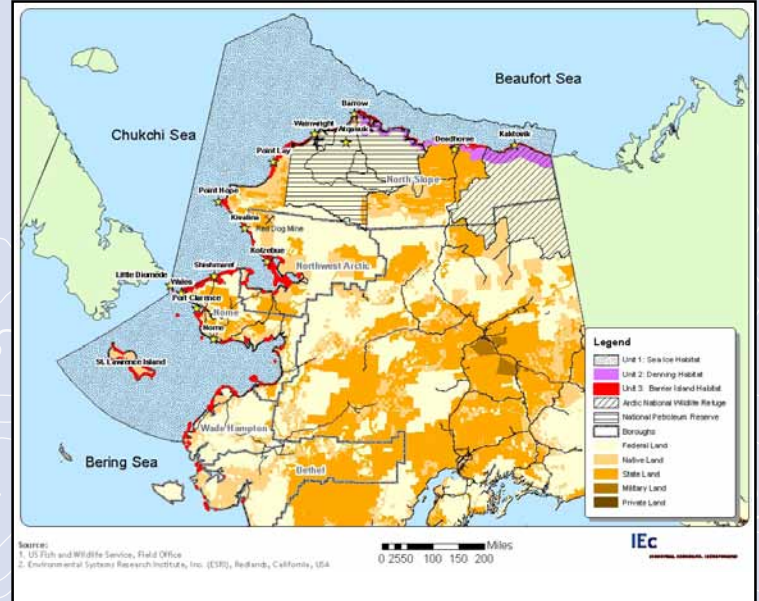 Beaufort Sea
Chukchi Sea
Barrow
Wainwright
Atqasuk
Point Lay
Deadhorse
Kaktovik
North Slope
Point Hope
Kivalina
Red Dog Mine
Kotzebue
Northwest Arctic
Shishmaref
Little Diomede
Wales
Port Clarence
Nome
Nome
St. Lawrence Island
Wade Hampton
Bering Sea
Bethel
Legend
Unit 1: Sea Ice Habitat
Unit 2: Denning Habitat
Unit 3: Barrier Island Habitat
Arctic National Wildlife Refuge
National Petroleum Reserve
Boroughs
Federal Land
Native Land
State Land
Military Land
Private Land
Source:
1. US Fish and Wildlife Service, Field Office
2. Environmental Systems Research Institute, Inc. (ESRI), Redlands, California, USA
Miles
0 2550 100 150 200
IEc